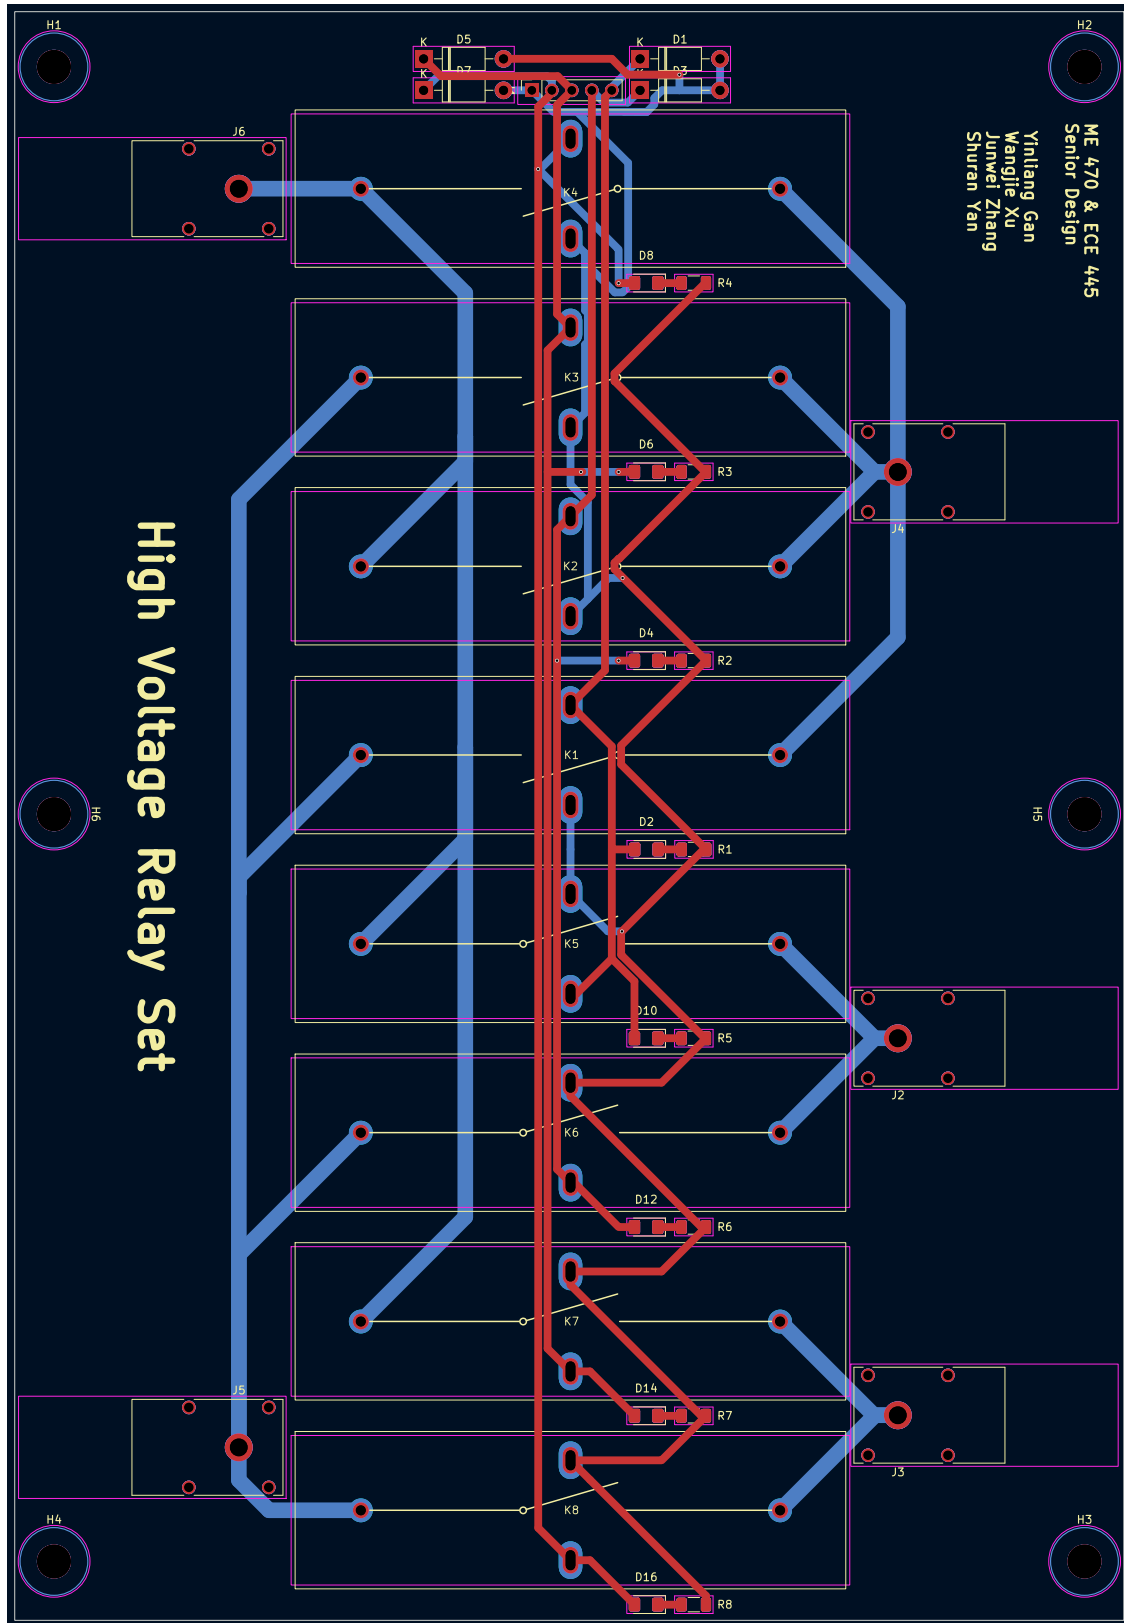 H1
D5
D1
H2
K
K
K
D7
D3
J6
K4
ME 470 & ECE 445
Senior Design
Yinliang Gan
Wangjie Xu
Junwei Zhang
Shuran Yan
D8
R4
K3
D6
R3
J4
K2
D4
R2
High Voltage Relay Set
K1
H6
H5
D2
R1
K5
D10
R5
J2
K6
D12
R6
K7
J5
D14
R7
J3
K8
H4
H3
D16
R8